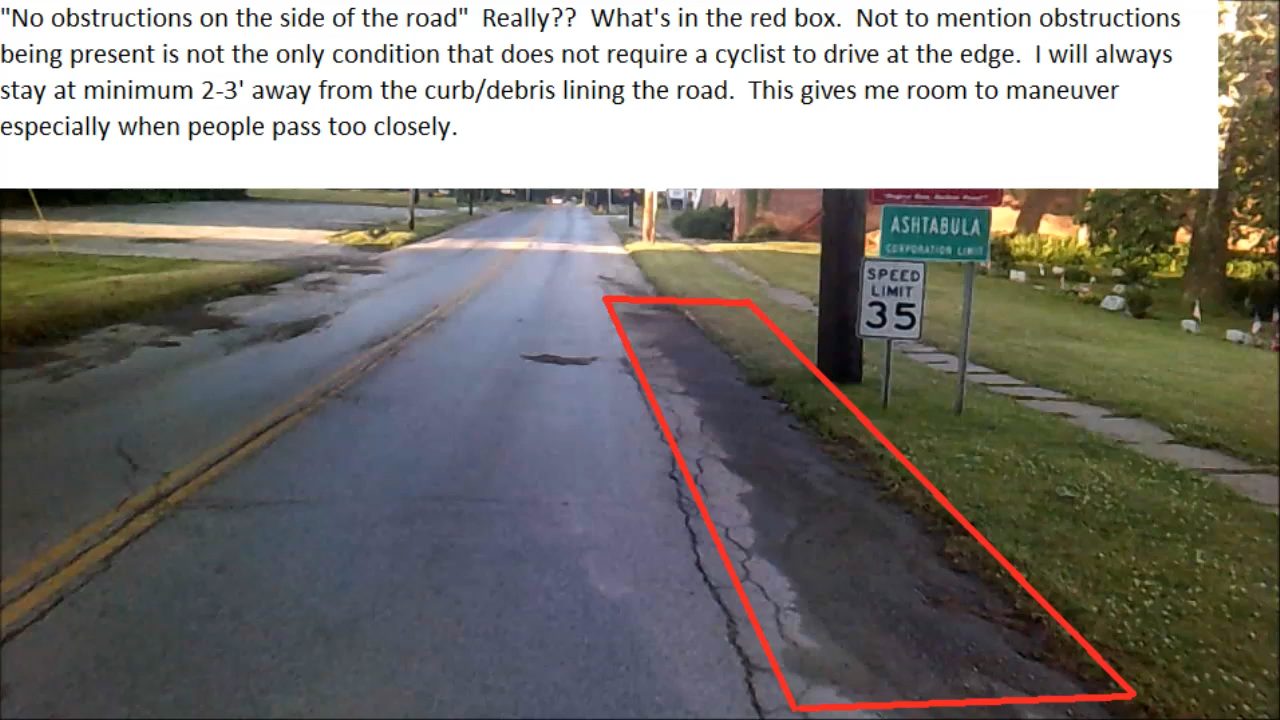 "No obstructions on the side of the road"  Really??  What's in the red box.  Not to mention obstructions
being present is not the only condition that does not require a cyclist to drive at the edge.  I will always
stay at minimum 2-3' away from the curb/debris lining the road.  This gives me room to maneuver
especially when people pass too closely.
ASHTABULA
CORPORATION LIMIT
SPEED
LIMIT
35